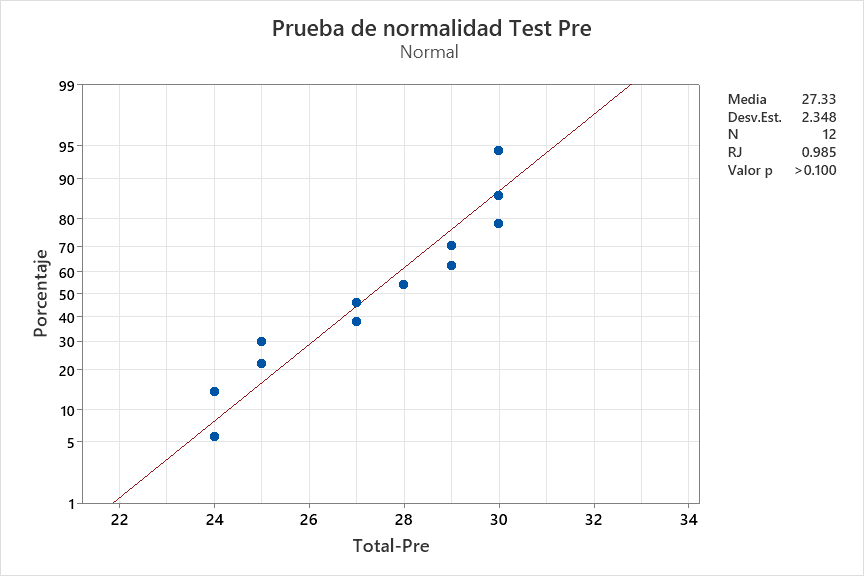 Prueba de normalidad Test Pre
Normal
99
95
90
80
70
60
50
40
30
20
10
5
1
Porcentaje
22 24 26 28 30 32 34
Total-Pre
Media 27.33
Desv.Est. 2.348
N 12
RJ 0.985
Valor p >0.100